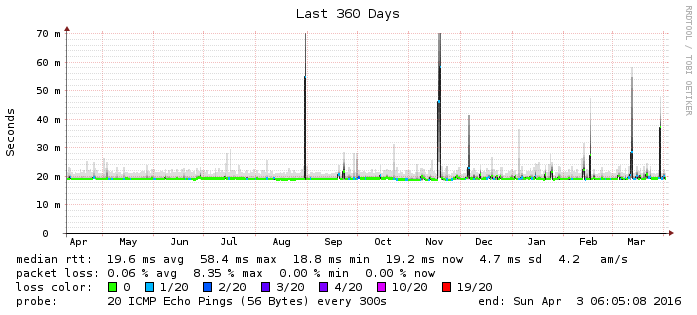 Last 360 Days
RRDTOOL / TOBI OETIKER
Seconds
70 m
60 m
50 m
40 m
30 m
20 m
10 m
0
Apr May Jun Jul Aug Sep Oct Nov Dec Jan Feb Mar
median rtt: 19.6 ms avg 58.4 ms max 18.8 ms min 19.2 ms now 4.7 ms sd 4.2 am/s
packet loss: 0.06 % avg 8.35 % max 0.00 % min 0.00 % now
loss color: 0 1/20 2/20 3/20 4/20 10/20 19/20
probe: 20 ICMP Echo Pings (56 Bytes) every 300s end: Sun Apr 3 06:05:08 2016